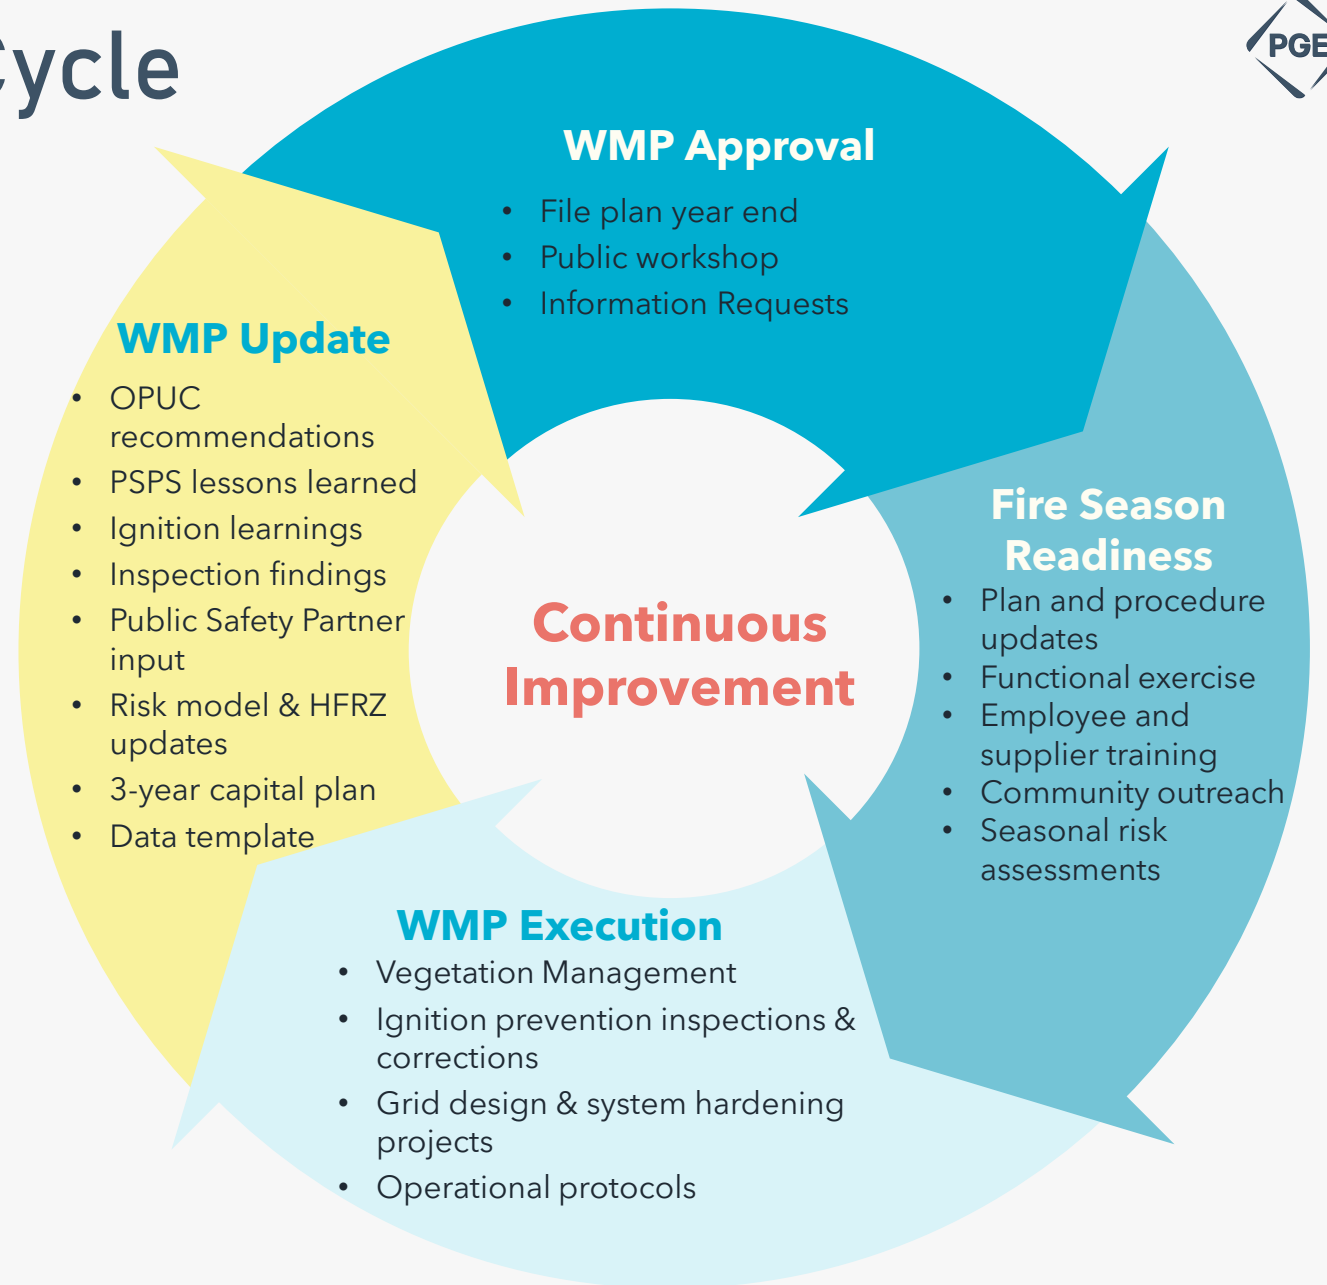 Cycle
PGE
WMP Approval
• File plan year end
• Public workshop
• Information Requests
Fire Season
Readiness
• Plan and procedure
updates
• Functional exercise
• Employee and
supplier training
• Community outreach
• Seasonal risk
assessments
WMP Execution
• Vegetation Management
• Ignition prevention inspections &
corrections
• Grid design & system hardening
projects
• Operational protocols
WMP Update
• OPUC
recommendations
• PSPS lessons learned
• Ignition learnings
• Inspection findings
• Public Safety Partner
input
• Risk model & HFRZ
updates
• 3-year capital plan
• Data template
Continuous
Improvement